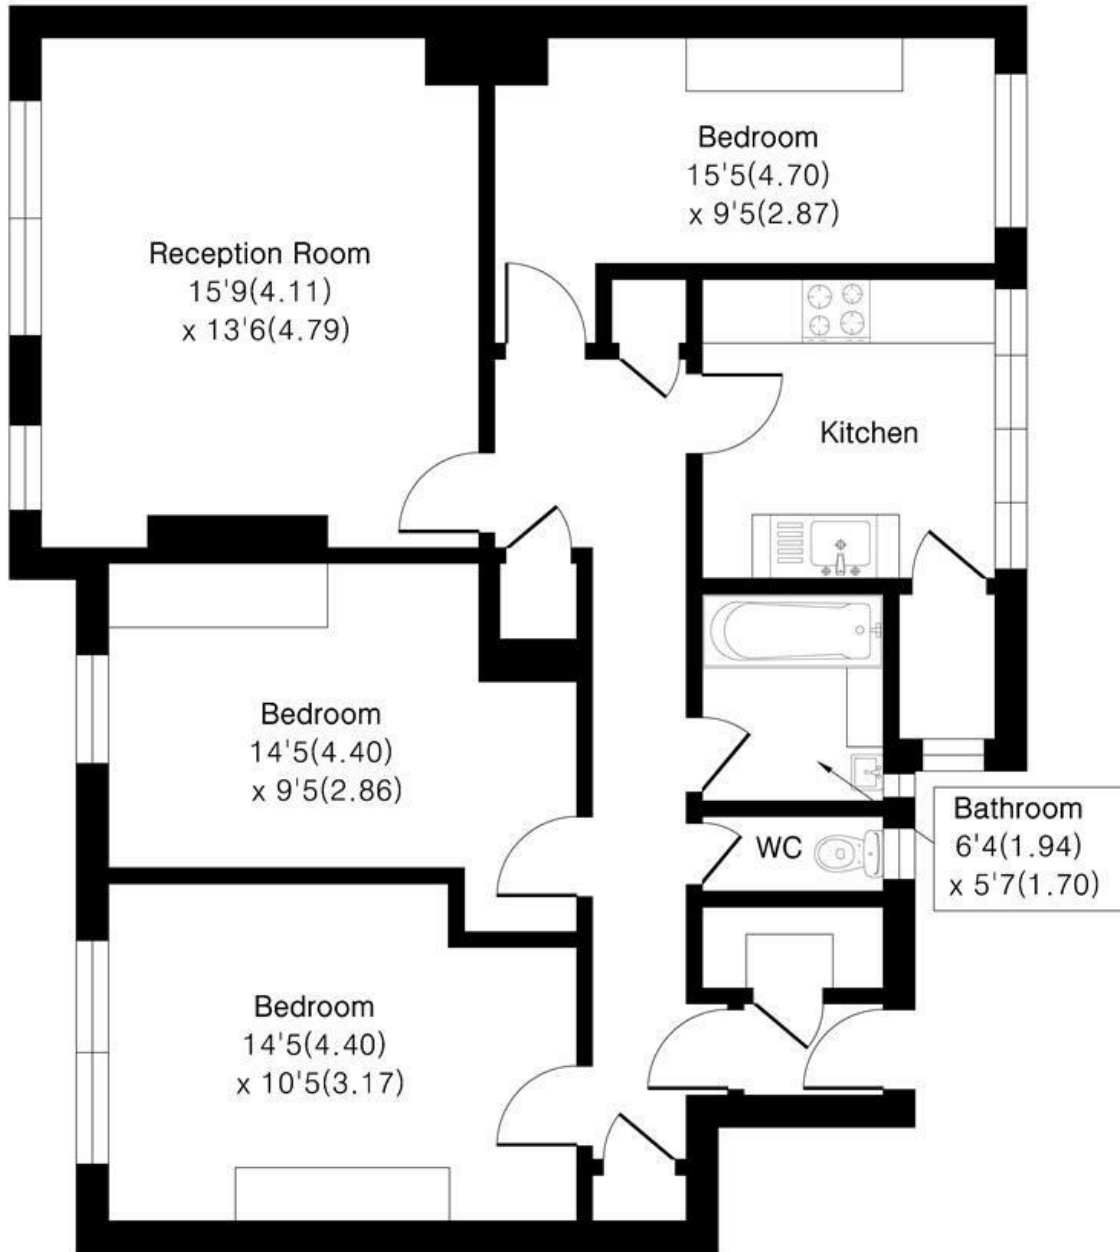 Bedroom
15'5(4.70)
x 9'5(2.87)
Reception Room
15'9(4.11)
x 13'6(4.79)
Kitchen
Bedroom
14'5(4.40)
x 9'5(2.86)
Bathroom
6'4(1.94)
x 5'7(1.70)
WC
Bedroom
14'5(4.40)
x 10'5(3.17)